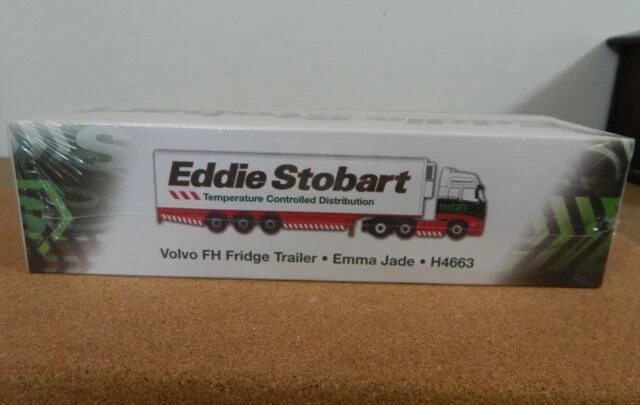 Eddie Stobart
Temperature Controlled Distribution
Volvo FH Fridge Trailer • Emma Jade • H4663